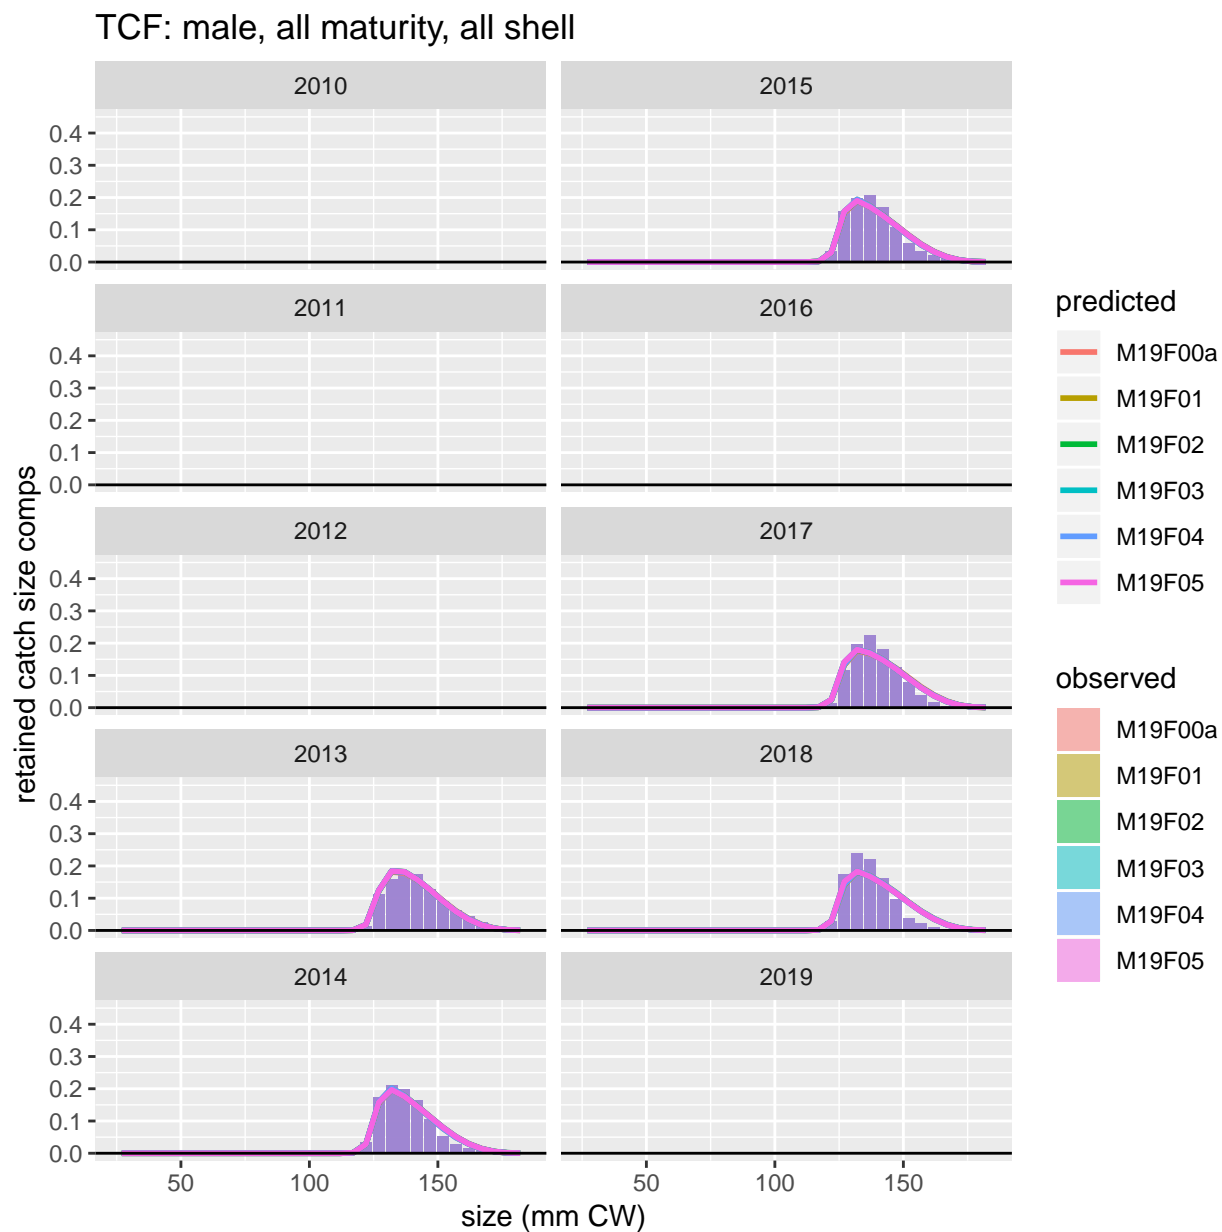 TCF: male, all maturity, all shell
2010
2015
0.4
0.3
0.2
0.1
0.0
2011
2016
0.4
0.3
0.2
0.1
0.0
2012
2017
0.4
0.3
0.2
0.1
0.0
2013
2018
0.4
0.3
0.2
0.1
0.0
2014
2019
0.4
0.3
0.2
0.1
0.0
50
100
150
50
100
150
size (mm CW)
retained catch size comps
predicted
M19F00a
M19F01
M19F02
M19F03
M19F04
M19F05
observed
M19F00a
M19F01
M19F02
M19F03
M19F04
M19F05